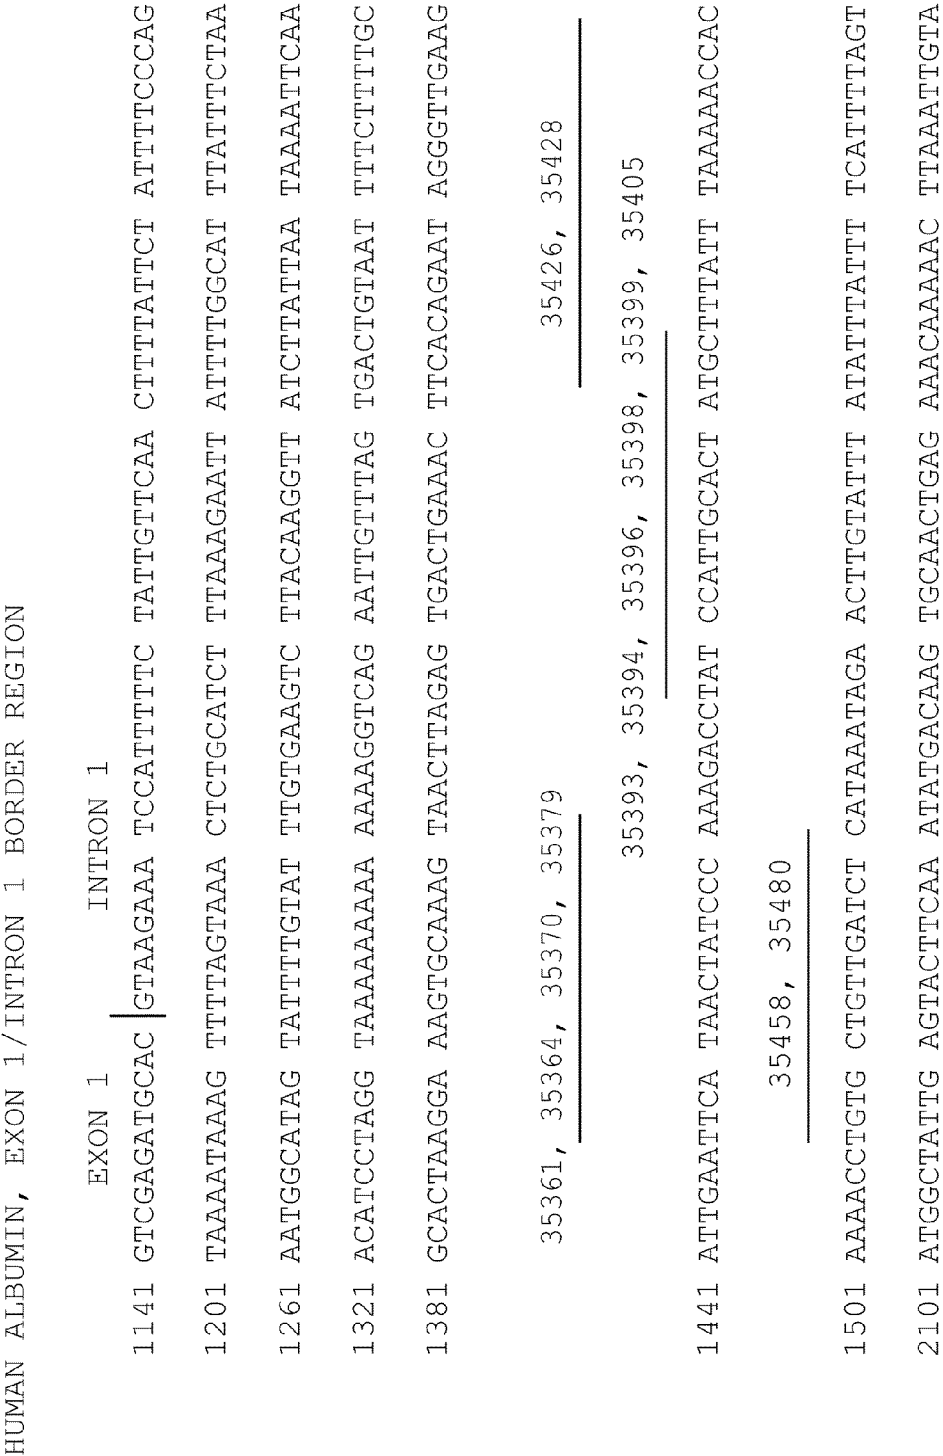 HUMAN ALBUMIN, EXON 1/INTRON 1 BORDER REGION
EXON 1 INTRON 1
1141 GTCGAGATGCAC GTAAGAAA TCCATTTTTC TATTGTTCAA CTTTTATTCT ATTTTCCCAG
1201 TAAAATAAAG TTTTAGTAAA CTCTGCATCT TTAAAGAATT ATTTTGGCAT TTATTTCTAA
1261 AATGGCATAG TATTTTGTAT TTGTGAAGTC TTACAAGGTT ATCTTATTAA TAAAATTCAA
1321 ACATCCTAGG TAAAAAAAAA AAAAGGTCAG AATTGTTTAG TGACTGTAAT TTTCTTTTGC
1381 GCACTAAGGA AAGTGCAAAG TAACTTAGAG TGACTGAAAC TTCACAGAAT AGGGTTGAAG
35361, 35364, 35370, 35379 35426, 35428
35393, 35394, 35396, 35398, 35399, 35405
1441 ATTGAATTCA TAACTATCCC AAAGACCTAT CCATTGCACT ATGCTTTATT TAAAAACCAC
35458, 35480
1501 AAAACCTGTG CTGTTGATCT CATAAATAGA ACTTGTATTT ATATTTATTT TCATTTTAGT
2101 ATGGCTATTG AGTACTTCAA ATATGACAAG TGCAACTGAG AAACAAAAAC TTAAATTGTA